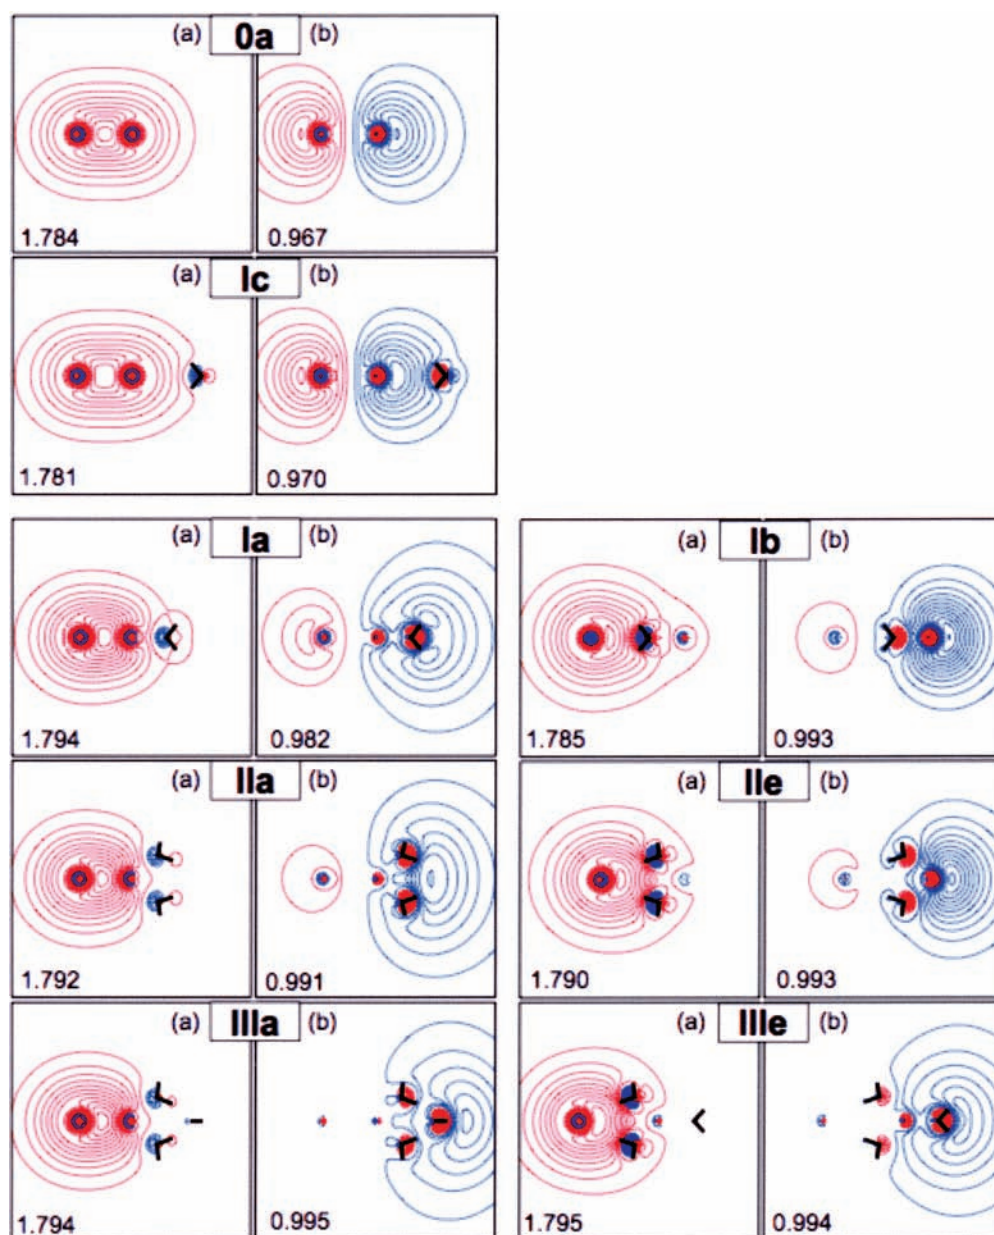 (a) 0a (b)
1.784 0.967
(a) Ic (b)
1.781 0.970
(a) Ia (b) (a) Ib (b)
1.794 0.982 1.785 0.993
(a) IIa (b) (a) IIe (b)
1.792 0.991 1.790 0.993
(a) IIIa (b) (a) IIIe (b)
1.794 0.995 1.795 0.994